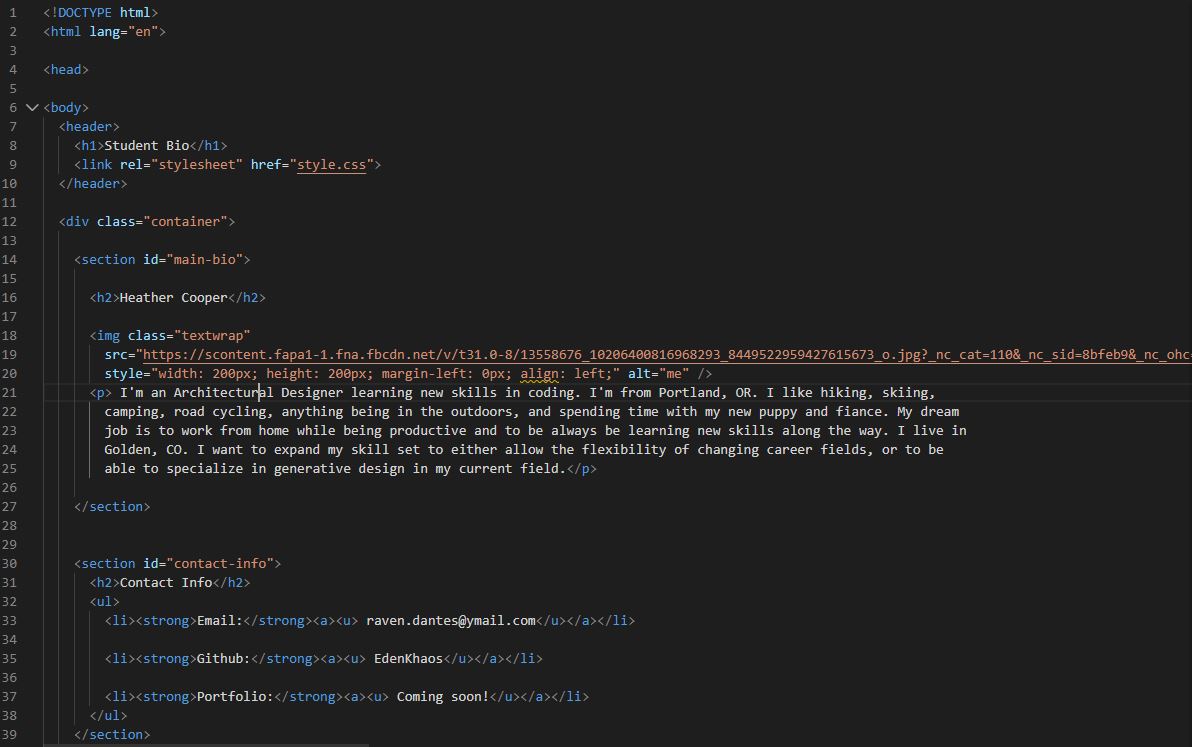 1 <!DOCTYPE html>
2 <html lang="en">
3
4 <head>
5
6 <body>
7 <header>
8 <h1>Student Bio</h1>
9 <link rel="stylesheet" href="style.css">
10 </header>
11
12 <div class="container">
13
14 <section id="main-bio">
15
16 <h2>Heather Cooper</h2>
17
18 <img class="textwrap"
19 src="https://scontent.fapa1-1.fna.fbcdn.net/v/t31.0-8/13558676_10206400816968293_8449522959427615673_o.jpg?_nc_cat=110&_nc_sid=8bfeb9&_nc_ohc=
20 style="width: 200px; height: 200px; margin-left: 0px; align: left;" alt="me" />
21 <p> I'm an Architectural Designer learning new skills in coding. I'm from Portland, OR. I like hiking, skiing,
22 camping, road cycling, anything being in the outdoors, and spending time with my new puppy and fiance. My dream
23 job is to work from home while being productive and to be always be learning new skills along the way. I live in
24 Golden, CO. I want to expand my skill set to either allow the flexibility of changing career fields, or to be
25 able to specialize in generative design in my current field.</p>
26
27 </section>
28
29
30 <section id="contact-info">
31 <h2>Contact Info</h2>
32 <ul>
33 <li><strong>Email:</strong><a><u> raven.dantes@ymail.com</u></a></li>
34
35 <li><strong>Github:</strong><a><u> EdenKhaos</u></a></li>
36
37 <li><strong>Portfolio:</strong><a><u> Coming soon!</u></a></li>
38 </ul>
39 </section>